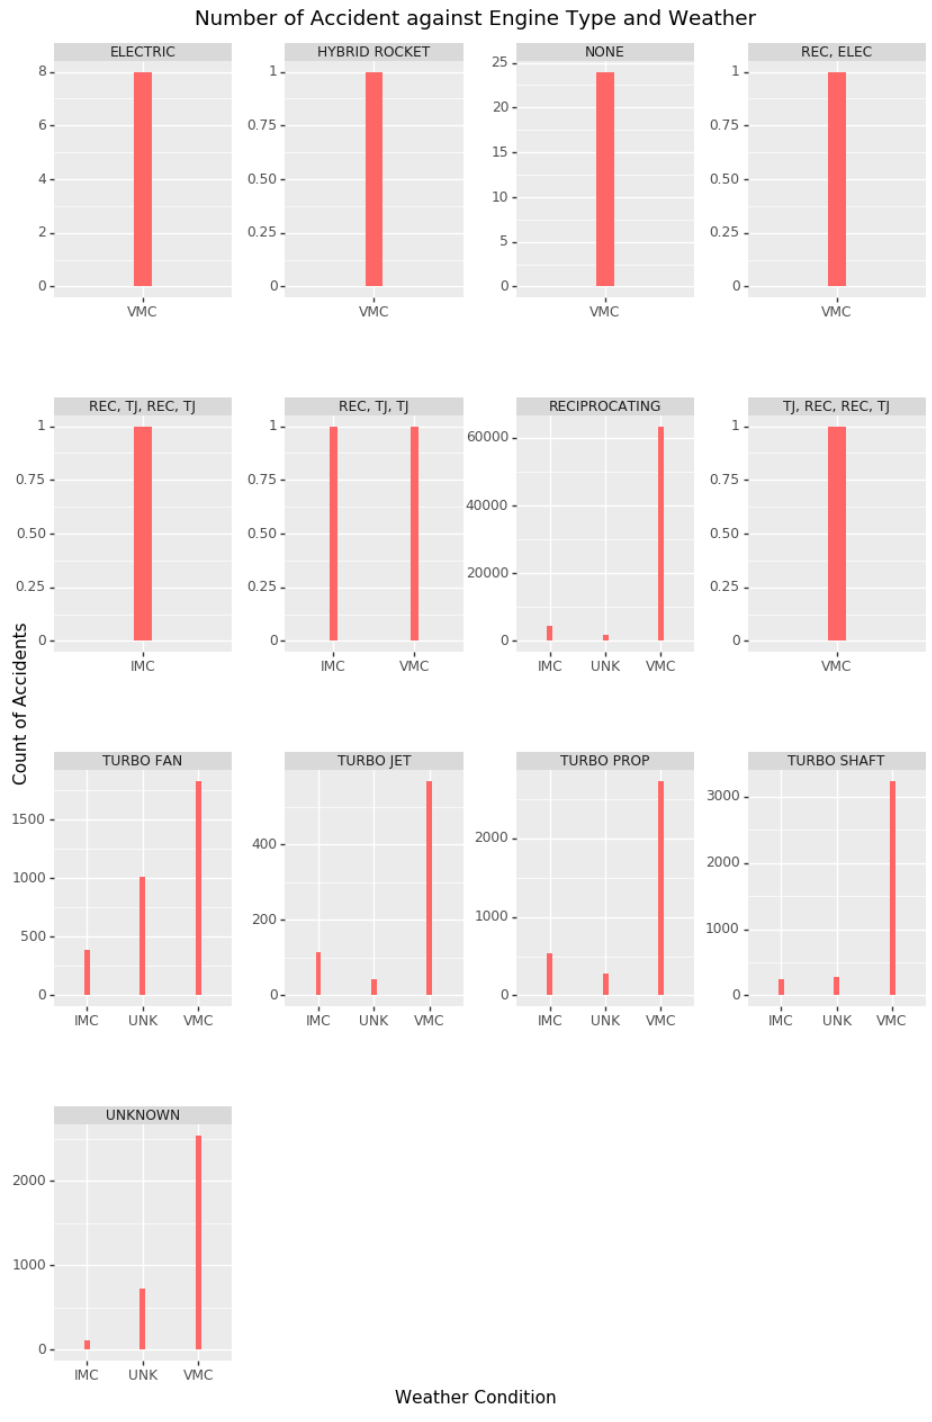 Number of Accident against Engine Type and Weather
ELECTRIC HYBRID ROCKET NONE REC, ELEC
8 6 4 2 0
1 0.75 0.50 0.25 0
25 20 15 10 5 0
1 0.75 0.50 0.25 0
VMC VMC VMC VMC
REC, TJ, REC, TJ REC, TJ, TJ RECIPROCATING TJ, REC, REC, TJ
1 0.75 0.50 0.25 0
1 0.75 0.50 0.25 0
60000 40000 20000 0
1 0.75 0.50 0.25 0
IMC IMC VMC IMC UNK VMC VMC
Count of Accidents
TURBO FAN TURBO JET TURBO PROP TURBO SHAFT
1500 1000 500 0
400 200 0
2000 1000 0
3000 2000 1000 0
IMC UNK VMC IMC UNK VMC IMC UNK VMC IMC UNK VMC
UNKNOWN
2000 1000 0
IMC UNK VMC
Weather Condition